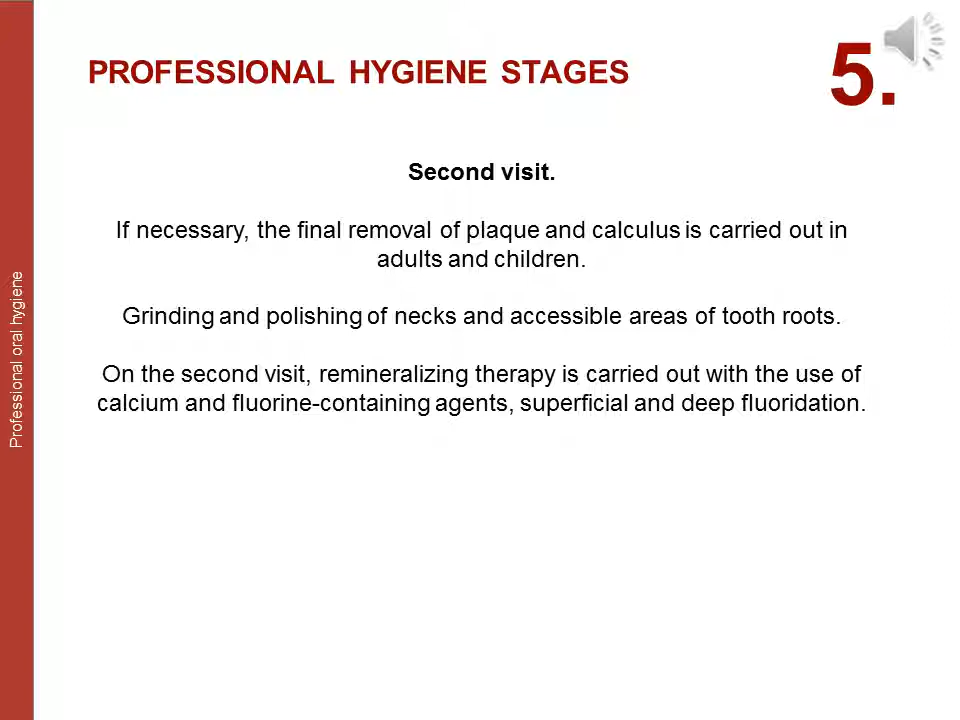 PROFESSIONAL HYGIENE STAGES
5.
Second visit.
If necessary, the final removal of plaque and calculus is carried out in
adults and children.
Grinding and polishing of necks and accessible areas of tooth roots.
On the second visit, remineralizing therapy is carried out with the use of
calcium and fluorine-containing agents, superficial and deep fluoridation.
Professional oral hygiene